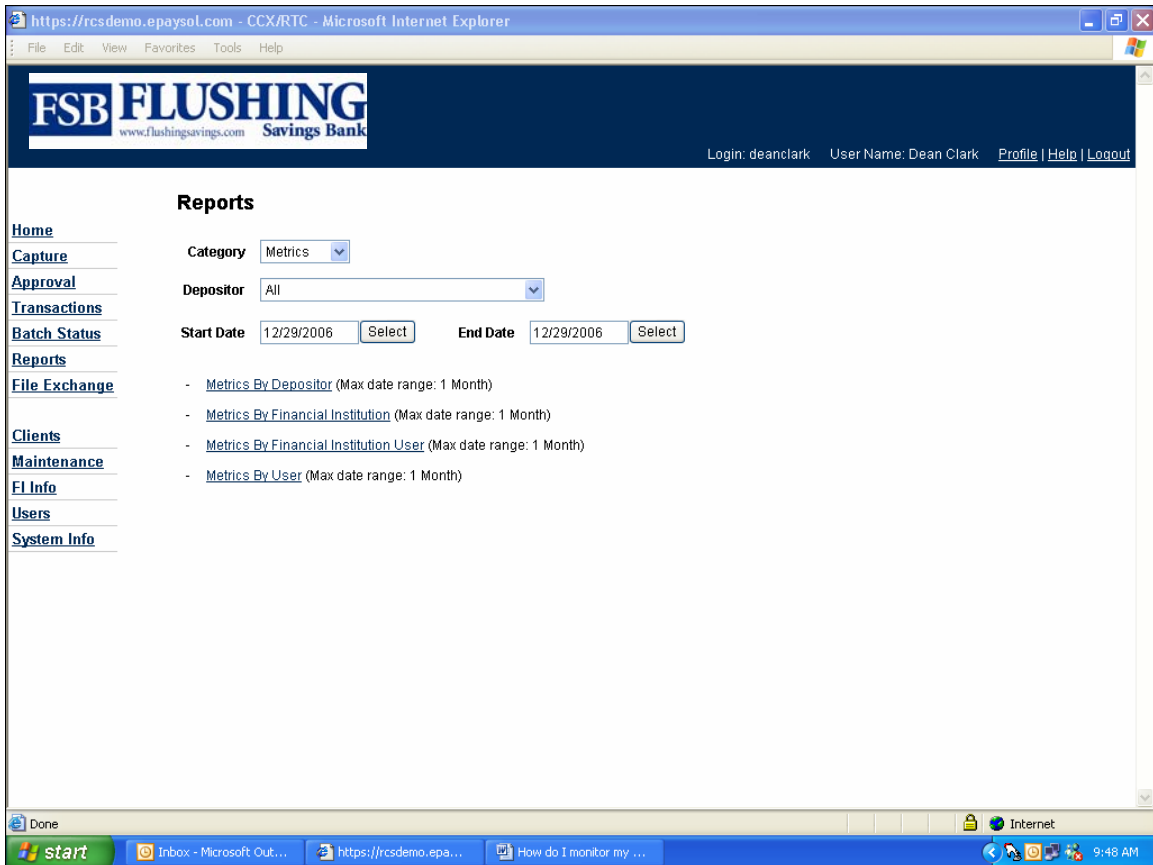 https://rcsdemo.epaysol.com - CCX/RTC - Microsoft Internet Explorer
File Edit View Favorites Tools Help
FSB FLUSHING
www.flushingsavings.com Savings Bank
Login: deanclark User Name: Dean Clark Profile | Help | Logout
Reports
Home
Capture
Approval
Transactions
Batch Status
Reports
File Exchange
Clients
Maintenance
FI Info
Users
System Info
Category Metrics
Depositor All
Start Date 12/29/2006 Select End Date 12/29/2006 Select
- Metrics By Depositor (Max date range: 1 Month)
- Metrics By Financial Institution (Max date range: 1 Month)
- Metrics By Financial Institution User (Max date range: 1 Month)
- Metrics By User (Max date range: 1 Month)
Done Internet
start Inbox - Microsoft Out... https://rcsdemo.epa... How do I monitor my ... 9:48 AM